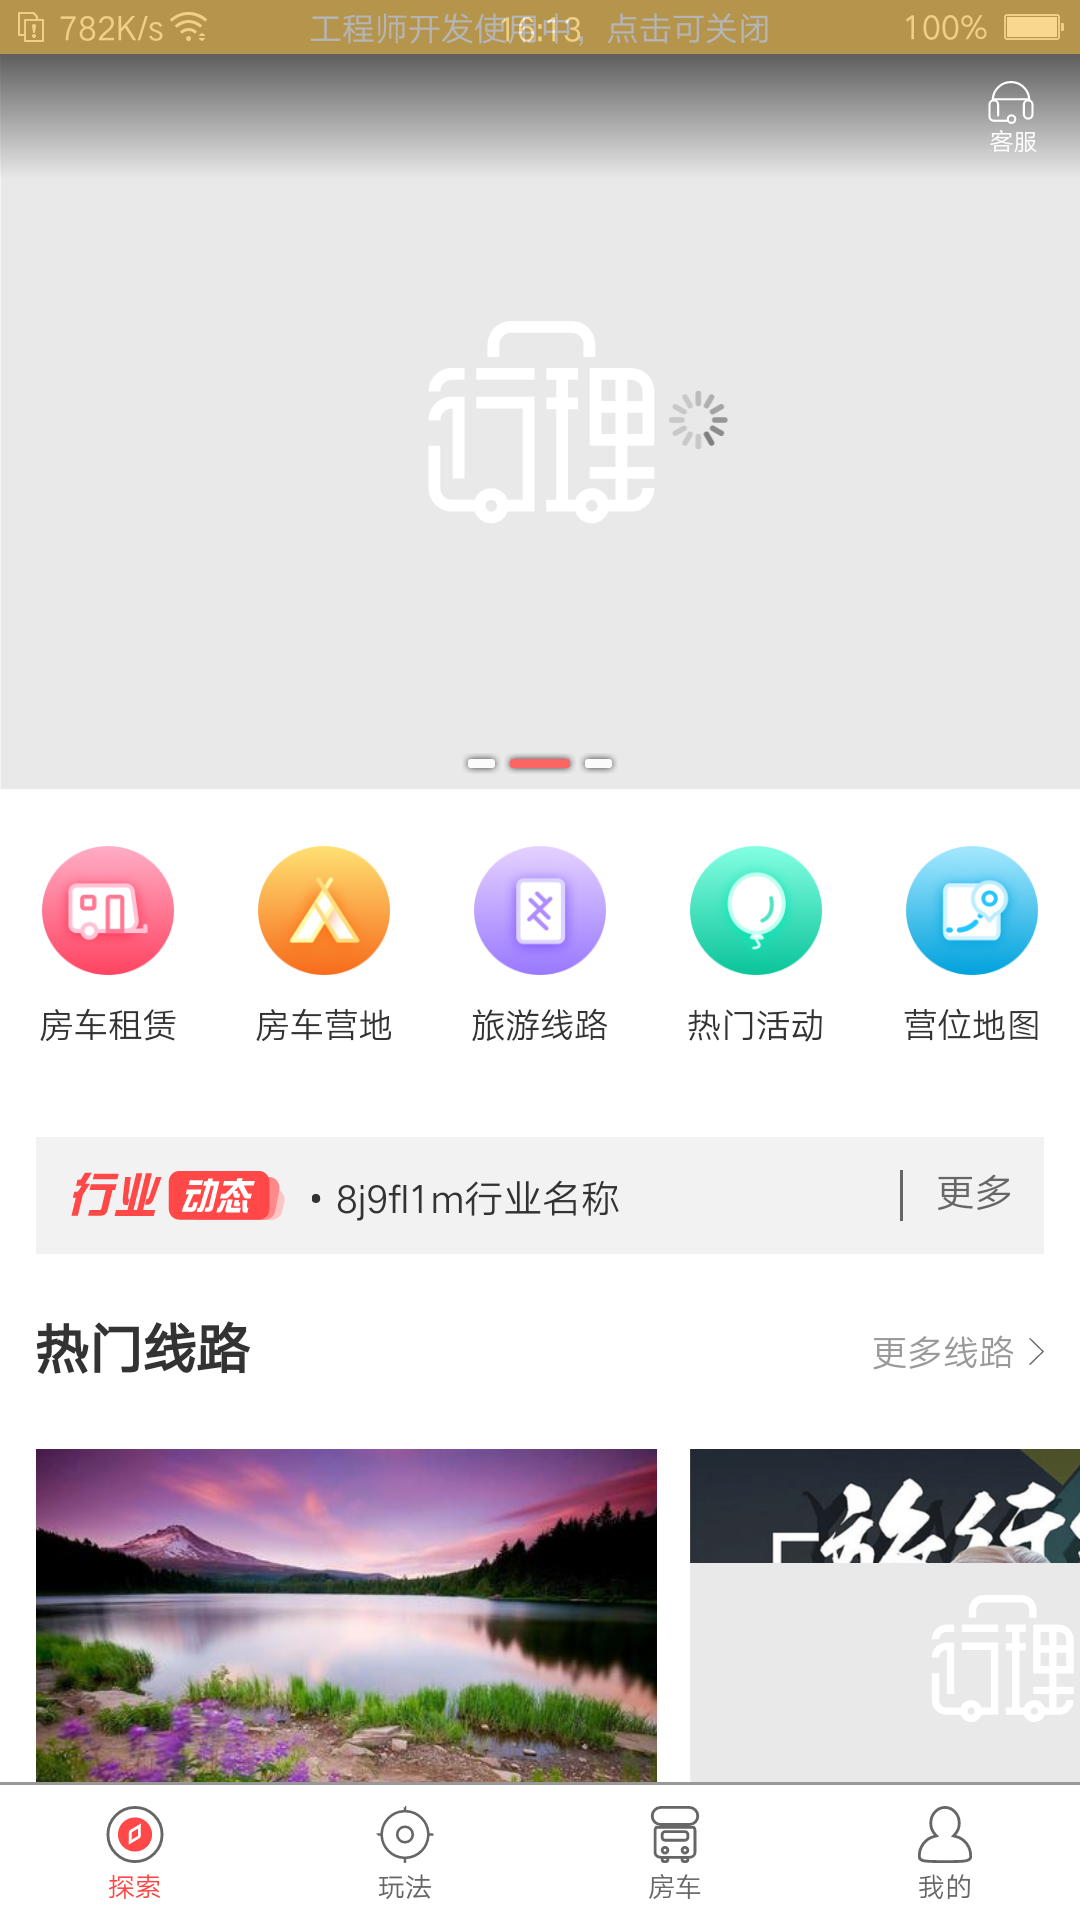 782K/s 工程师开发使用中，点击可关闭 16:13 100%
客服
行理
房车租赁 房车营地 旅游线路 热门活动 营位地图
行业 动态 • 8j9fl1m行业名称 更多
热门线路 更多线路
旅行
行理
探索 玩法 房车 我的